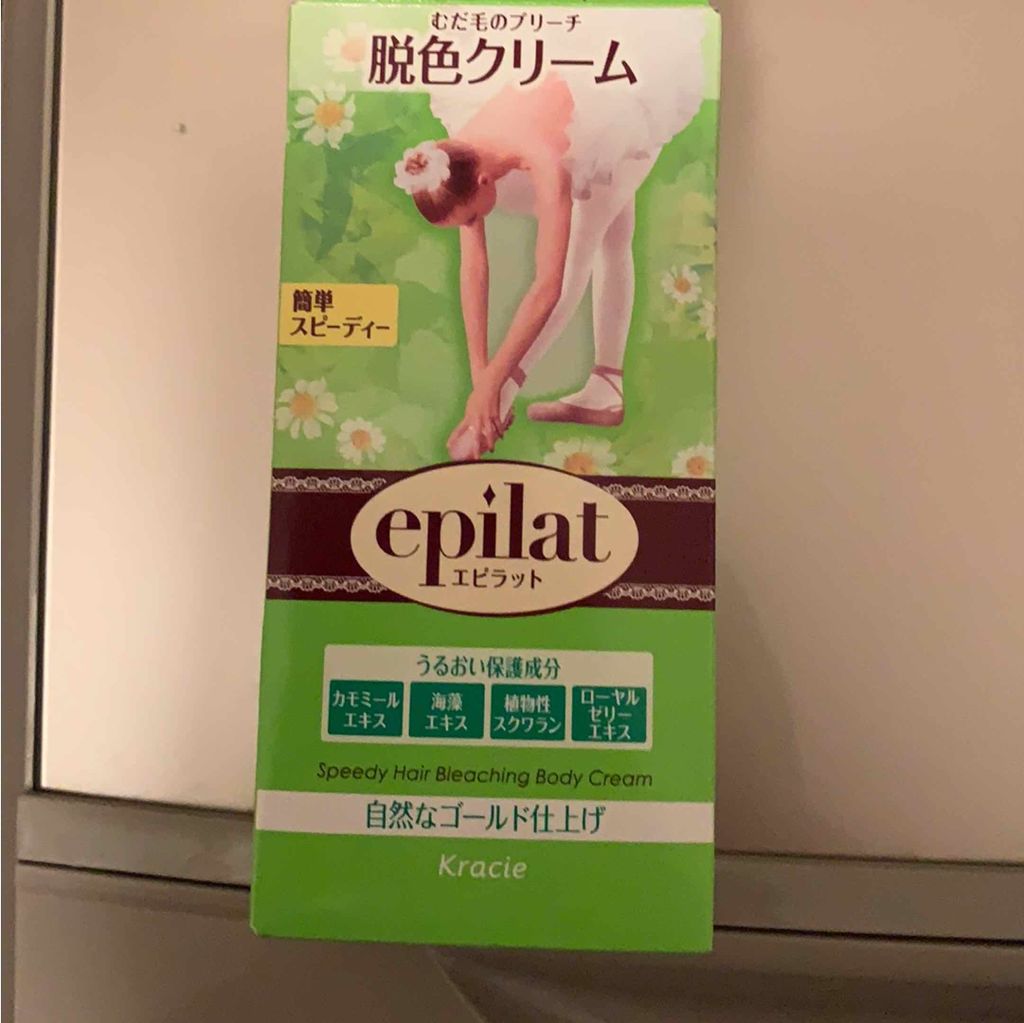 むだ毛のブリーチ
脱色クリーム
簡単
スピーディー
epilat
エピラット
うるおい保護成分
カモミール
エキス
海藻
エキス
植物性
スクワラン
ローヤル
ゼリー
エキス
Speedy Hair Bleaching Body Cream
自然なゴールド仕上げ
Kracie